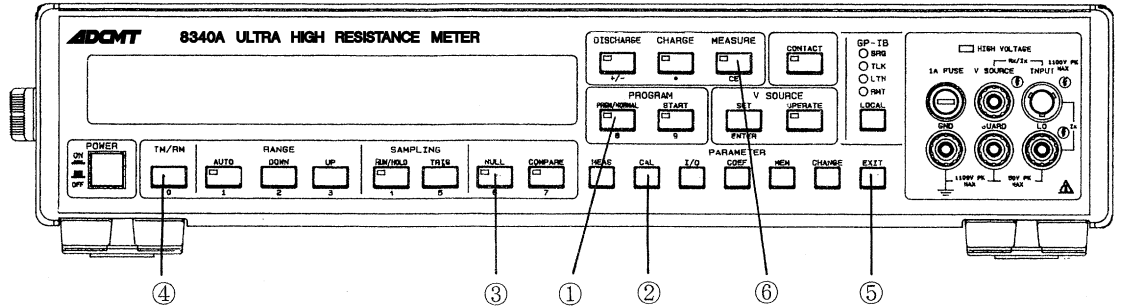 ADCMT 8340A ULTRA HIGH RESISTANCE METER
DISCHARGE CHARGE MEASURE
+/- • CE
CONTACT
GP-IB
SRQ
TLK
LTN
RMT
LOCAL
HIGH VOLTAGE
Rx/Ix 1100V PK MAX
1A FUSE V SOURCE INPUT
Ix
GND GUARD LO
1100V PK MAX 50V PK MAX
PROGRAM
PRGM/NORMAL START
8 9
V SOURCE
SET OPERATE
ENTER
POWER
ON
OFF
TM/RM
0
RANGE
AUTO DOWN UP
1 2 3
SAMPLING
RUN/HOLD TRIG
4 5
NULL COMPARE
6 7
PARAMETER
MEAS CAL I/O COEF MEM CHANGE EXIT
④ ③ ① ② ⑥ ⑤